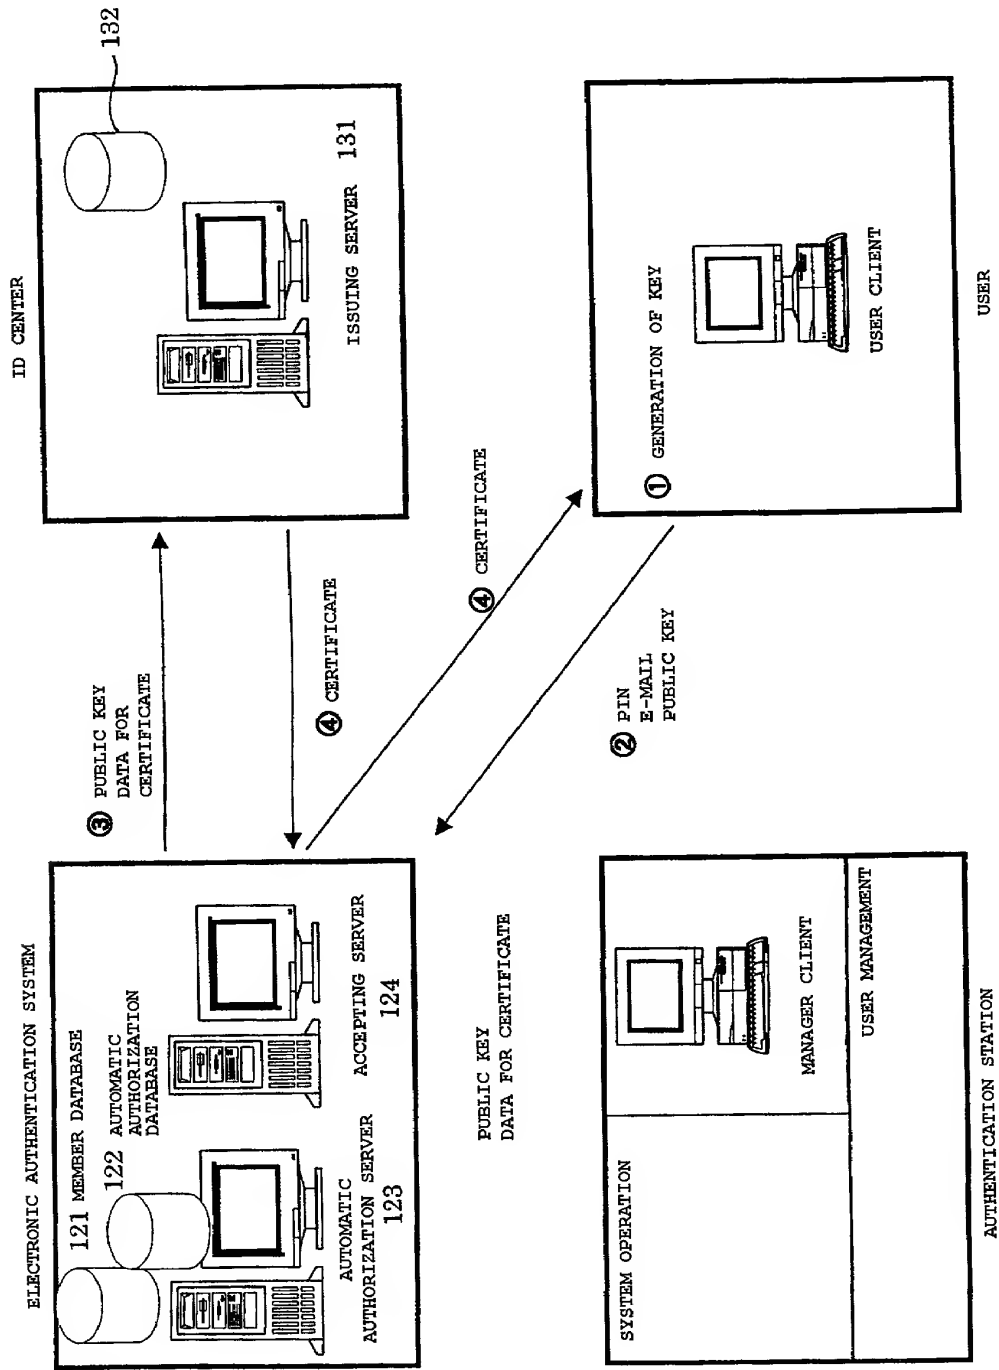 ELECTRONIC AUTHENTICATION SYSTEM
121 MEMBER DATABASE
122 AUTOMATIC
AUTHORIZATION
DATABASE
AUTOMATIC
AUTHORIZATION SERVER
123
ACCEPTING SERVER
124
③ PUBLIC KEY
DATA FOR
CERTIFICATE
④ CERTIFICATE
ID CENTER
132
ISSUING SERVER 131
PUBLIC KEY
DATA FOR CERTIFICATE
④ CERTIFICATE
② PIN
E-MAIL
PUBLIC KEY
① GENERATION OF KEY
USER CLIENT
USER
SYSTEM OPERATION
MANAGER CLIENT
USER MANAGEMENT
AUTHENTICATION STATION